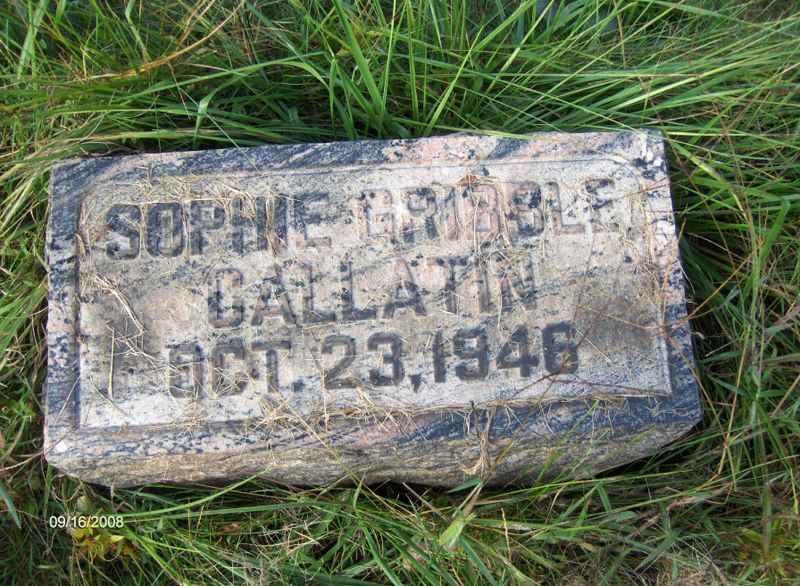 SOPHIE GRIBBLE
GALLATIN
OCT. 23, 1946
09/16/2008